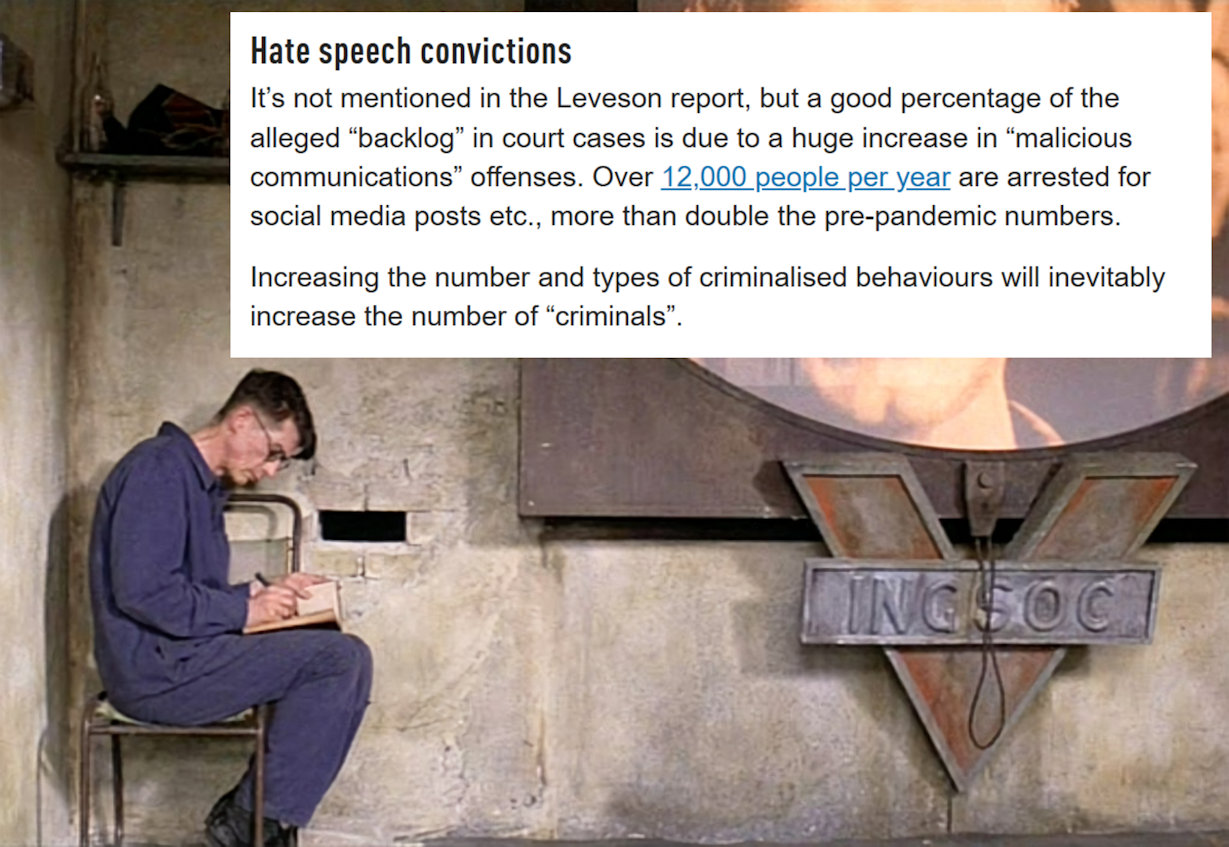 Hate speech convictions
It’s not mentioned in the Leveson report, but a good percentage of the
alleged “backlog” in court cases is due to a huge increase in “malicious
communications” offenses. Over 12,000 people per year are arrested for
social media posts etc., more than double the pre-pandemic numbers.
Increasing the number and types of criminalised behaviours will inevitably
increase the number of “criminals”.
INGSOC